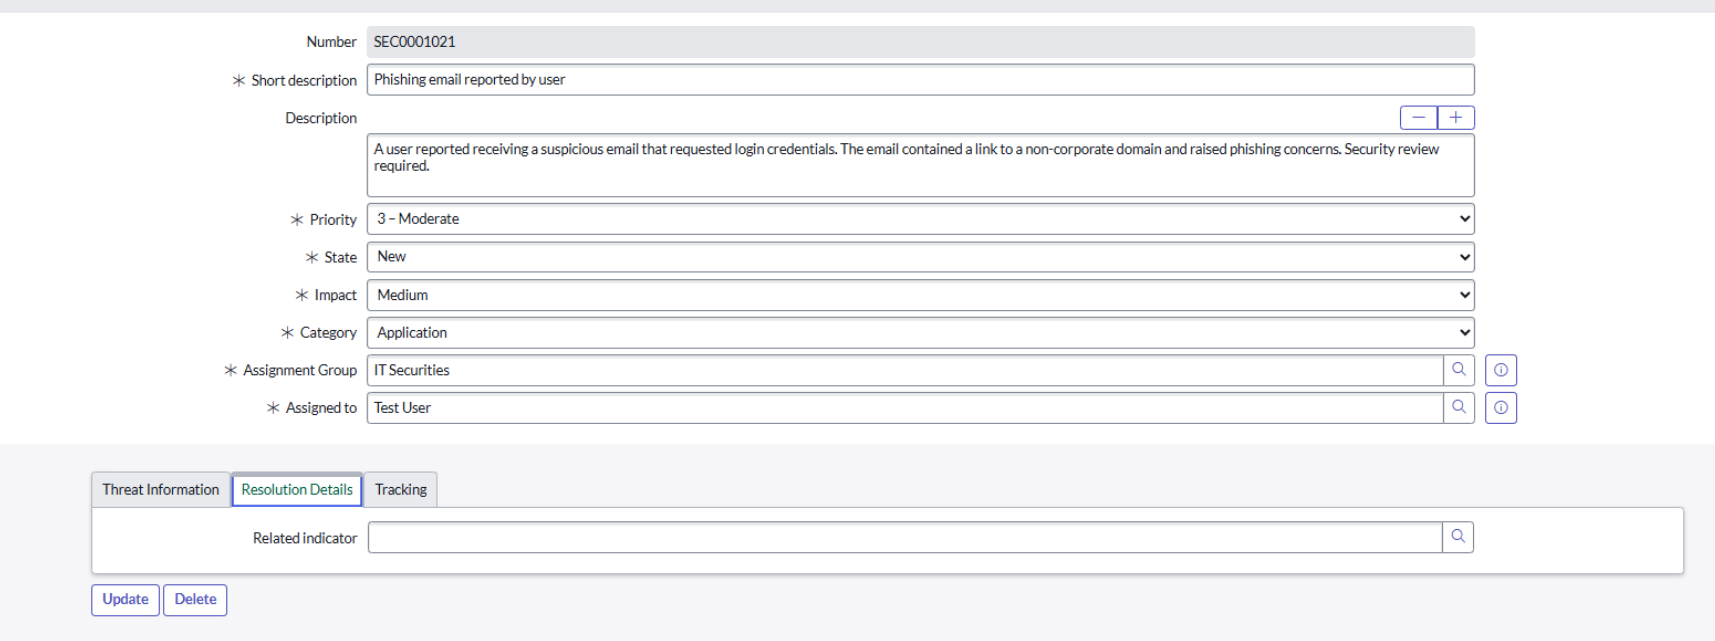 Number SEC0001021
Short description Phishing email reported by user
Description
A user reported receiving a suspicious email that requested login credentials. The email contained a link to a non-corporate domain and raised phishing concerns. Security review
required.
Priority 3 – Moderate
State New
Impact Medium
Category Application
Assignment Group IT Securities
Assigned to Test User
Threat Information Resolution Details Tracking
Related indicator
Update Delete